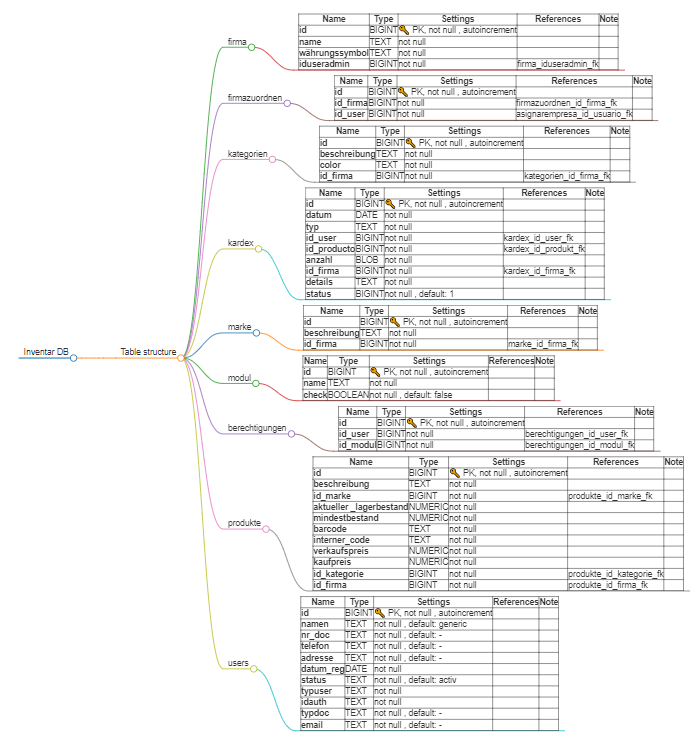 Inventar DB
Table structure
firma
Name Type Settings References Note
id BIGINT 🔑 PK, not null , autoincrement
name TEXT not null
währungssymbol TEXT not null
iduseradmin BIGINT not null firma_iduseradmin_fk
firmazuordnen
Name Type Settings References Note
id BIGINT 🔑 PK, not null , autoincrement
id_firma BIGINT not null firmazuordnen_id_firma_fk
id_user BIGINT not null asignarempresa_id_usuario_fk
kategorien
Name Type Settings References Note
id BIGINT 🔑 PK, not null , autoincrement
beschreibung TEXT not null
color TEXT not null
id_firma BIGINT not null kategorien_id_firma_fk
kardex
Name Type Settings References Note
id BIGINT 🔑 PK, not null , autoincrement
datum DATE not null
typ TEXT not null
id_user BIGINT not null kardex_id_user_fk
id_producto BIGINT not null kardex_id_produkt_fk
anzahl BLOB not null
id_firma BIGINT not null kardex_id_firma_fk
details TEXT not null
status BIGINT not null , default: 1
marke
Name Type Settings References Note
id BIGINT 🔑 PK, not null , autoincrement
beschreibung TEXT not null
id_firma BIGINT not null marke_id_firma_fk
modul
Name Type Settings References Note
id BIGINT 🔑 PK, not null , autoincrement
name TEXT not null
check BOOLEAN not null , default: false
berechtigungen
Name Type Settings References Note
id BIGINT 🔑 PK, not null , autoincrement
id_user BIGINT not null berechtigungen_id_user_fk
id_modul BIGINT not null berechtigungen_id_modul_fk
produkte
Name Type Settings References Note
id BIGINT 🔑 PK, not null , autoincrement
beschreibung TEXT not null
id_marke BIGINT not null produkte_id_marke_fk
aktueller _lagerbestand NUMERIC not null
mindestbestand NUMERIC not null
barcode TEXT not null
interner_code TEXT not null
verkaufspreis NUMERIC not null
kaufpreis NUMERIC not null
id_kategorie BIGINT not null produkte_id_kategorie_fk
id_firma BIGINT not null produkte_id_firma_fk
users
Name Type Settings References Note
id BIGINT 🔑 PK, not null , autoincrement
namen TEXT not null , default: generic
nr_doc TEXT not null , default: -
telefon TEXT not null , default: -
adresse TEXT not null , default: -
datum_reg DATE not null
status TEXT not null , default: activ
typuser TEXT not null
idauth TEXT not null
typdoc TEXT not null , default: -
email TEXT not null , default: -